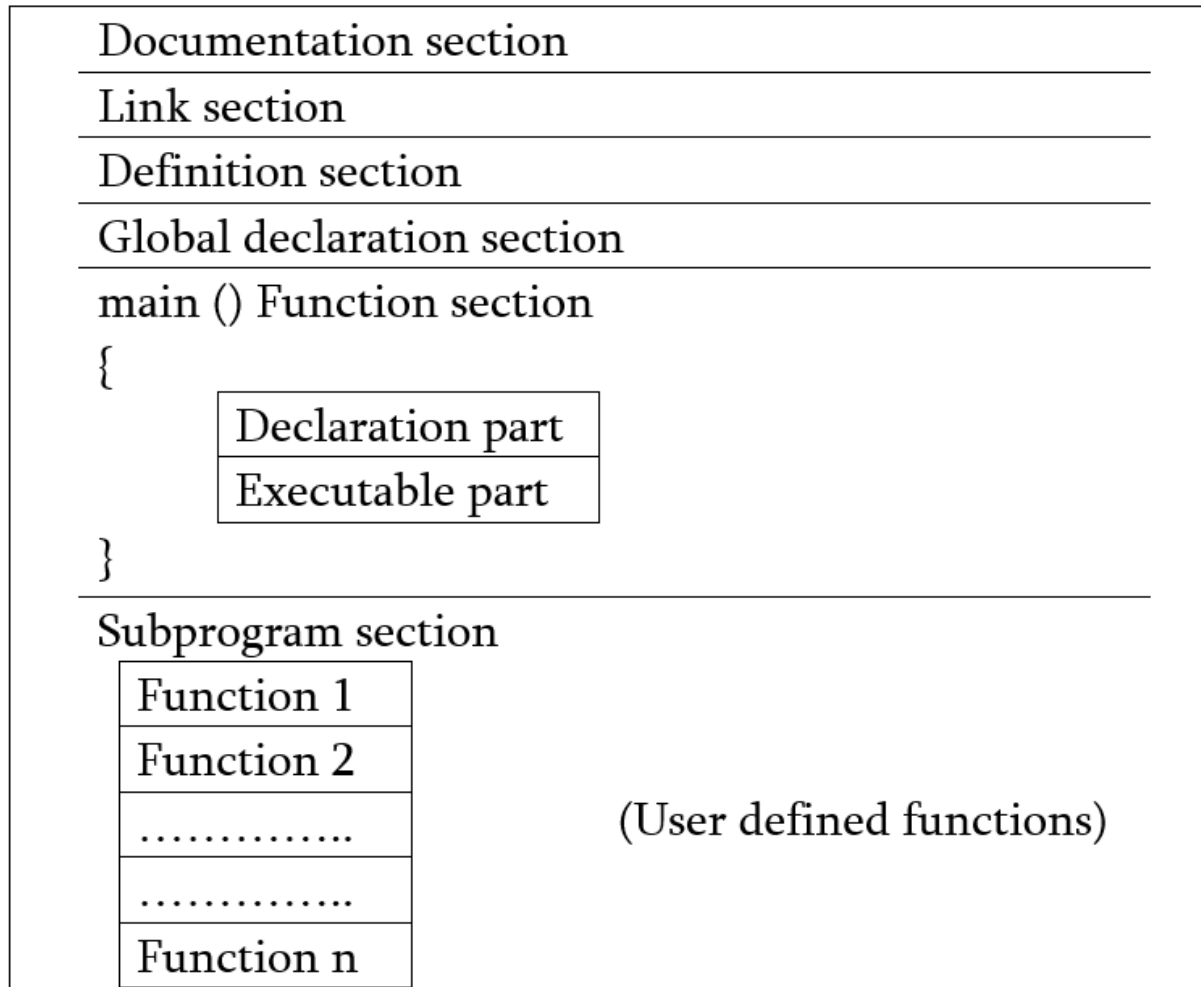 Documentation section
Link section
Definition section
Global declaration section
main () Function section
{
Declaration part
Executable part
}
Subprogram section
Function 1
Function 2
…………..
(User defined functions)
…………..
Function n